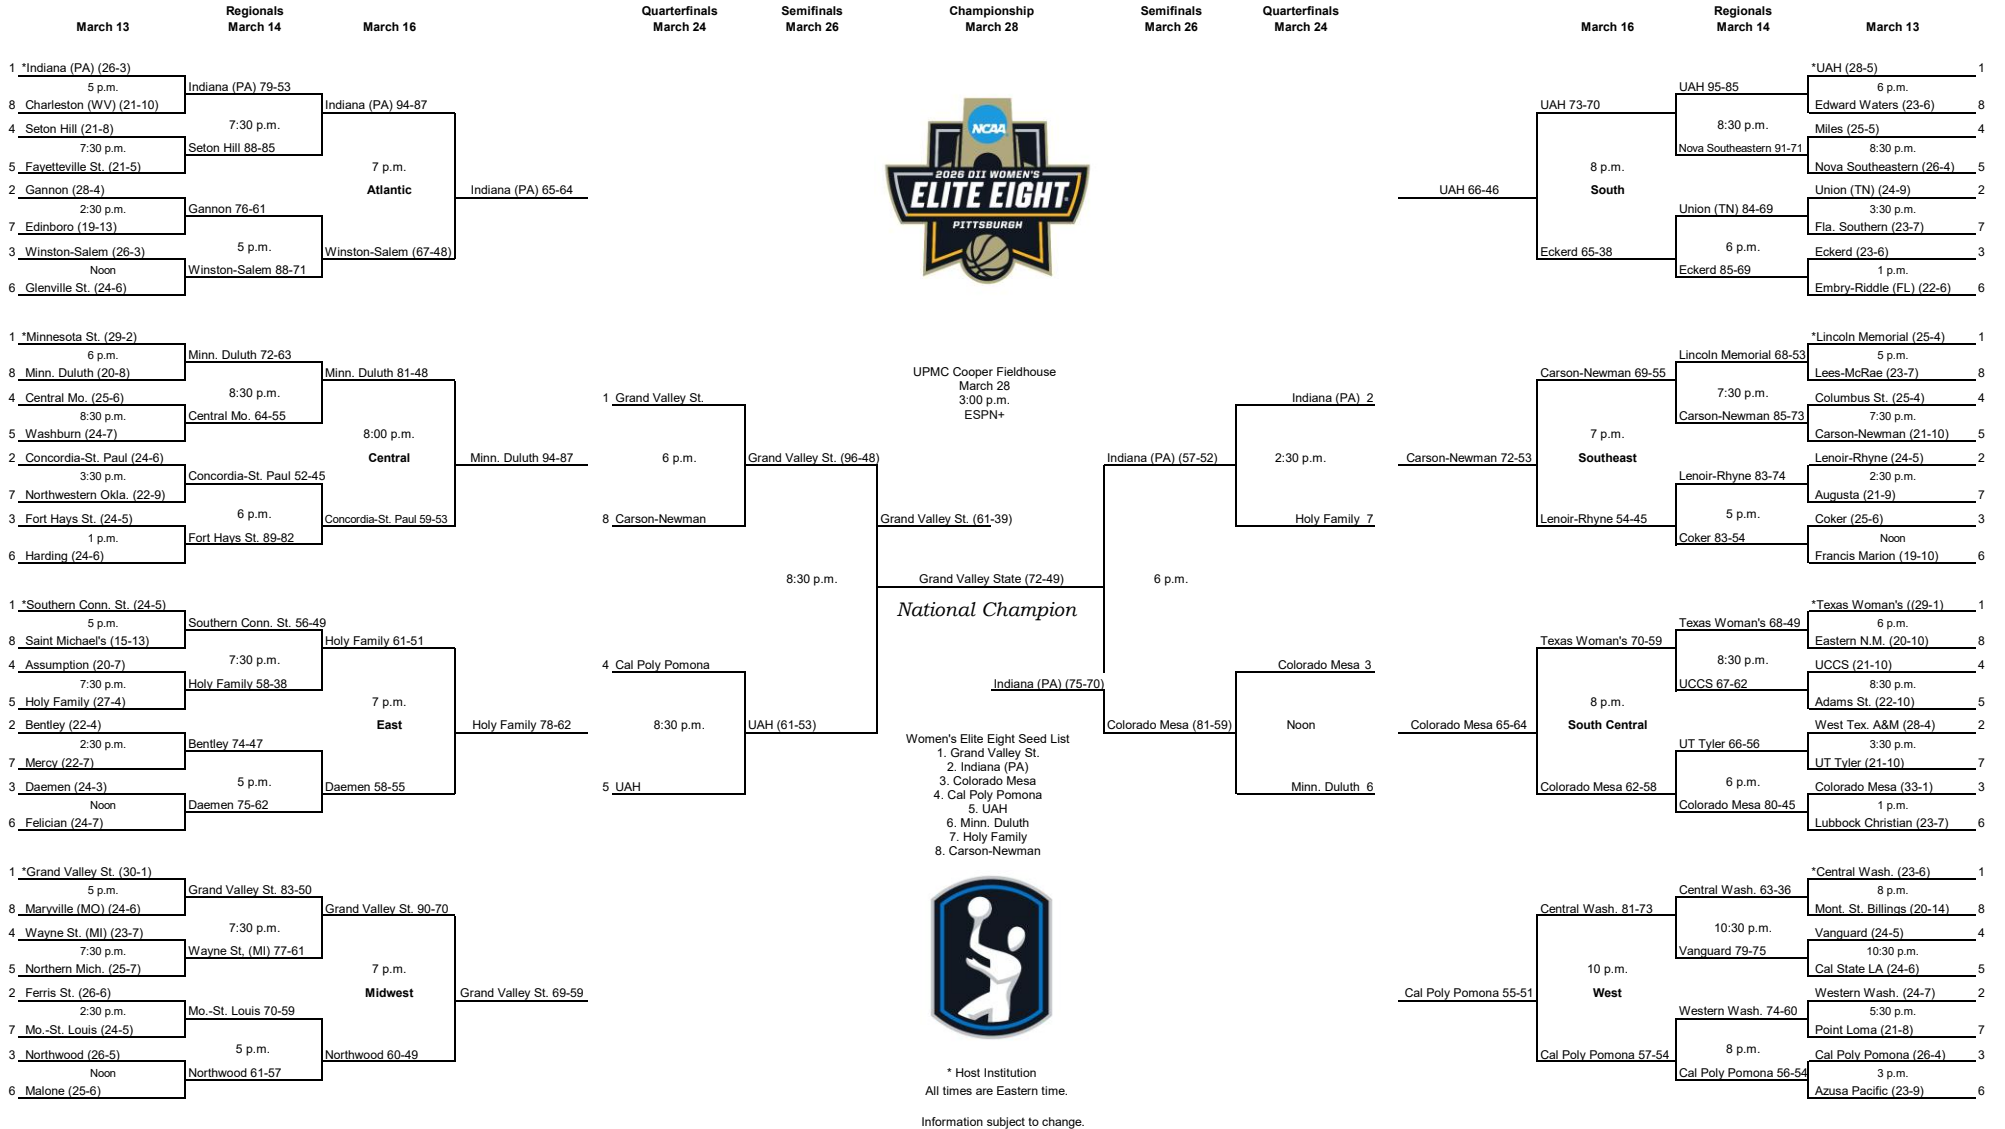 Regionals Quarterfinals Semifinals Championship Semifinals Quarterfinals Regionals
March 13 March 14 March 16 March 24 March 26 March 28 March 26 March 24 March 16 March 14 March 13
1 *Indiana (PA) (26-3)
5 p.m.
8 Charleston (WV) (21-10)
4 Seton Hill (21-8)
7:30 p.m.
5 Fayetteville St. (21-5)
2 Gannon (28-4)
2:30 p.m.
7 Edinboro (19-13)
3 Winston-Salem (26-3)
Noon
6 Glenville St. (24-6)
Indiana (PA) 79-53
7:30 p.m.
Seton Hill 88-85
Gannon 76-61
5 p.m.
Winston-Salem 88-71
Indiana (PA) 94-87
7 p.m.
Atlantic
Winston-Salem (67-48)
Indiana (PA) 65-64
1 *Minnesota St. (29-2)
6 p.m.
8 Minn. Duluth (20-8)
4 Central Mo. (25-6)
8:30 p.m.
5 Washburn (24-7)
2 Concordia-St. Paul (24-6)
3:30 p.m.
7 Northwestern Okla. (22-9)
3 Fort Hays St. (24-5)
1 p.m.
6 Harding (24-6)
Minn. Duluth 72-63
8:30 p.m.
Central Mo. 64-55
Concordia-St. Paul 52-45
6 p.m.
Fort Hays St. 89-82
Minn. Duluth 81-48
8:00 p.m.
Central
Concordia-St. Paul 59-53
Minn. Duluth 94-87
1 *Southern Conn. St. (24-5)
5 p.m.
8 Saint Michael's (15-13)
4 Assumption (20-7)
7:30 p.m.
5 Holy Family (27-4)
2 Bentley (22-4)
2:30 p.m.
7 Mercy (22-7)
3 Daemen (24-3)
Noon
6 Felician (24-7)
Southern Conn. St. 56-49
7:30 p.m.
Holy Family 58-38
Bentley 74-47
5 p.m.
Daemen 75-62
Holy Family 61-51
7 p.m.
East
Daemen 58-55
Holy Family 78-62
1 *Grand Valley St. (30-1)
5 p.m.
8 Maryville (MO) (24-6)
4 Wayne St. (MI) (23-7)
7:30 p.m.
5 Northern Mich. (25-7)
2 Ferris St. (26-6)
2:30 p.m.
7 Mo.-St. Louis (24-5)
3 Northwood (26-5)
Noon
6 Malone (25-6)
Grand Valley St. 83-50
7:30 p.m.
Wayne St, (MI) 77-61
Mo.-St. Louis 70-59
5 p.m.
Northwood 61-57
Grand Valley St. 90-70
7 p.m.
Midwest
Northwood 60-49
Grand Valley St. 69-59
1 Grand Valley St.
6 p.m.
8 Carson-Newman
4 Cal Poly Pomona
8:30 p.m.
5 UAH
Grand Valley St. (96-48)
8:30 p.m.
UAH (61-53)
NCAA
2026 DII WOMEN'S
ELITE EIGHT
PITTSBURGH
UPMC Cooper Fieldhouse
March 28
3:00 p.m.
ESPN+
Grand Valley St. (61-39)
Grand Valley State (72-49)
National Champion
Indiana (PA) (75-70)
Women's Elite Eight Seed List
1. Grand Valley St.
2. Indiana (PA)
3. Colorado Mesa
4. Cal Poly Pomona
5. UAH
6. Minn. Duluth
7. Holy Family
8. Carson-Newman
* Host Institution
All times are Eastern time.
Information subject to change.
Indiana (PA) (57-52)
6 p.m.
Colorado Mesa (81-59)
Indiana (PA) 2
2:30 p.m.
Holy Family 7
Colorado Mesa 3
Noon
Minn. Duluth 6
UAH 66-46
UAH 73-70
8 p.m.
South
Eckerd 65-38
UAH 95-85
8:30 p.m.
Nova Southeastern 91-71
Union (TN) 84-69
6 p.m.
Eckerd 85-69
*UAH (28-5) 1
6 p.m.
Edward Waters (23-6) 8
Miles (25-5) 4
8:30 p.m.
Nova Southeastern (26-4) 5
Union (TN) (24-9) 2
3:30 p.m.
Fla. Southern (23-7) 7
Eckerd (23-6) 3
1 p.m.
Embry-Riddle (FL) (22-6) 6
Carson-Newman 72-53
Carson-Newman 69-55
7 p.m.
Southeast
Lenoir-Rhyne 54-45
Lincoln Memorial 68-53
7:30 p.m.
Carson-Newman 85-73
Lenoir-Rhyne 83-74
5 p.m.
Coker 83-54
*Lincoln Memorial (25-4) 1
5 p.m.
Lees-McRae (23-7) 8
Columbus St. (25-4) 4
7:30 p.m.
Carson-Newman (21-10) 5
Lenoir-Rhyne (24-5) 2
2:30 p.m.
Augusta (21-9) 7
Coker (25-6) 3
Noon
Francis Marion (19-10) 6
Colorado Mesa 65-64
Texas Woman's 70-59
8 p.m.
South Central
Colorado Mesa 62-58
Texas Woman's 68-49
8:30 p.m.
UCCS 67-62
UT Tyler 66-56
6 p.m.
Colorado Mesa 80-45
*Texas Woman's ((29-1) 1
6 p.m.
Eastern N.M. (20-10) 8
UCCS (21-10) 4
8:30 p.m.
Adams St. (22-10) 5
West Tex. A&M (28-4) 2
3:30 p.m.
UT Tyler (21-10) 7
Colorado Mesa (33-1) 3
1 p.m.
Lubbock Christian (23-7) 6
Cal Poly Pomona 55-51
Central Wash. 81-73
10 p.m.
West
Cal Poly Pomona 57-54
Central Wash. 63-36
10:30 p.m.
Vanguard 79-75
Western Wash. 74-60
8 p.m.
Cal Poly Pomona 56-54
*Central Wash. (23-6) 1
8 p.m.
Mont. St. Billings (20-14) 8
Vanguard (24-5) 4
10:30 p.m.
Cal State LA (24-6) 5
Western Wash. (24-7) 2
5:30 p.m.
Point Loma (21-8) 7
Cal Poly Pomona (26-4) 3
3 p.m.
Azusa Pacific (23-9) 6